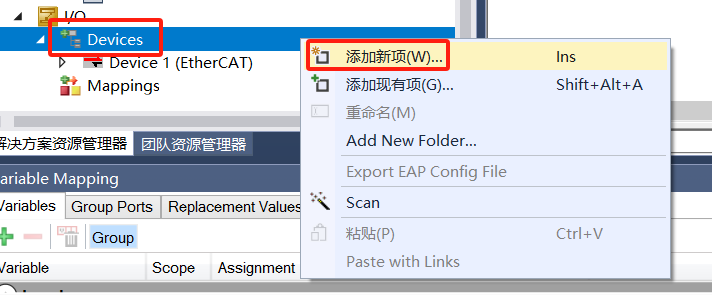 I/O
Devices
Device 1 (EtherCAT)
Mappings
添加新项(W)... Ins
添加现有项(G)... Shift+Alt+A
重命名(M)
Add New Folder...
Export EAP Config File
Scan
粘贴(P) Ctrl+V
Paste with Links
解决方案资源管理器 团队资源管理器
Variable Mapping
Variables Group Ports Replacement Values
Group
Variable Scope Assignment